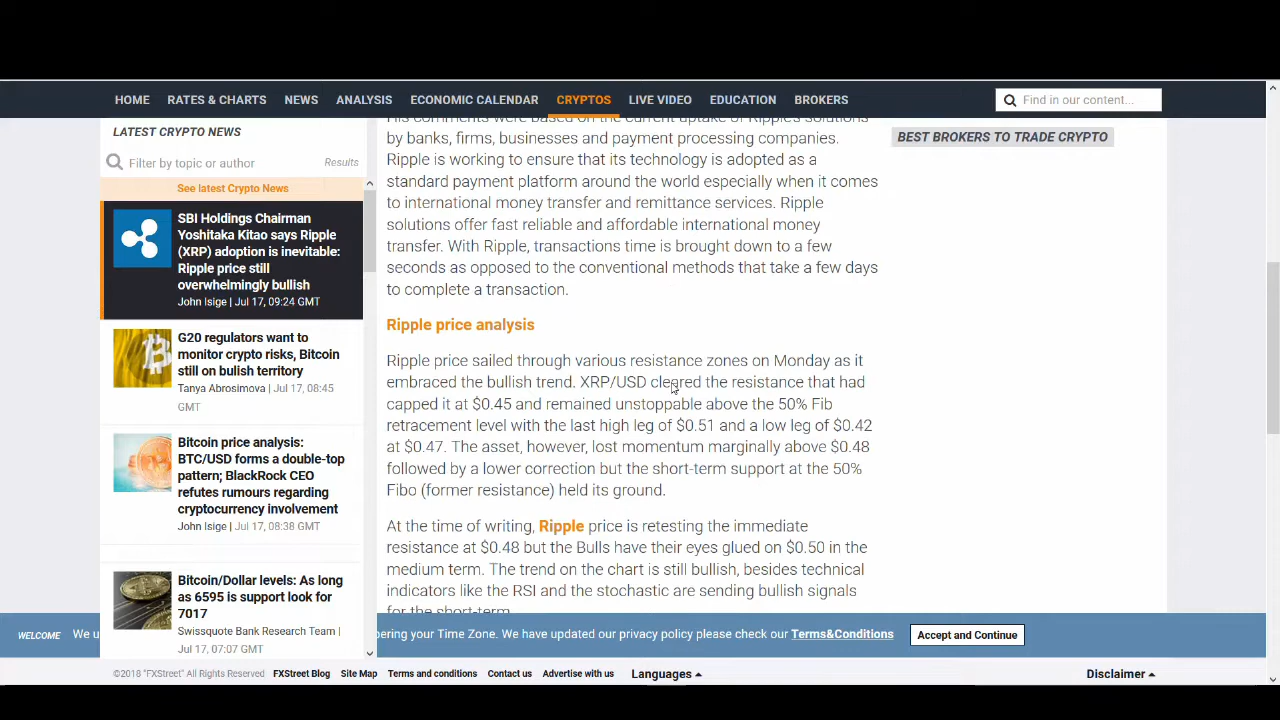 HOME RATES & CHARTS NEWS ANALYSIS ECONOMIC CALENDAR CRYPTOS LIVE VIDEO EDUCATION BROKERS
Find in our content...
LATEST CRYPTO NEWS
Filter by topic or author Results
See latest Crypto News
SBI Holdings Chairman
Yoshitaka Kitao says Ripple
(XRP) adoption is inevitable:
Ripple price still
overwhelmingly bullish
John Isige | Jul 17, 09:24 GMT
G20 regulators want to
monitor crypto risks, Bitcoin
still on bulish territory
Tanya Abrosimova | Jul 17, 08:45
GMT
Bitcoin price analysis:
BTC/USD forms a double-top
pattern; BlackRock CEO
refutes rumours regarding
cryptocurrency involvement
John Isige | Jul 17, 08:38 GMT
Bitcoin/Dollar levels: As long
as 6595 is support look for
7017
Swissquote Bank Research Team |
Jul 17, 07:07 GMT
His comments were based on the current uptake of Ripple's solutions
by banks, firms, businesses and payment processing companies.
Ripple is working to ensure that its technology is adopted as a
standard payment platform around the world especially when it comes
to international money transfer and remittance services. Ripple
solutions offer fast reliable and affordable international money
transfer. With Ripple, transactions time is brought down to a few
seconds as opposed to the conventional methods that take a few days
to complete a transaction.
Ripple price analysis
Ripple price sailed through various resistance zones on Monday as it
embraced the bullish trend. XRP/USD cleared the resistance that had
capped it at $0.45 and remained unstoppable above the 50% Fib
retracement level with the last high leg of $0.51 and a low leg of $0.42
at $0.47. The asset, however, lost momentum marginally above $0.48
followed by a lower correction but the short-term support at the 50%
Fibo (former resistance) held its ground.
At the time of writing, Ripple price is retesting the immediate
resistance at $0.48 but the Bulls have their eyes glued on $0.50 in the
medium term. The trend on the chart is still bullish, besides technical
indicators like the RSI and the stochastic are sending bullish signals
for the short-term
BEST BROKERS TO TRADE CRYPTO
WELCOME We u
ering your Time Zone. We have updated our privacy policy please check our Terms&Conditions
Accept and Continue
©2018 "FXStreet" All Rights Reserved FXStreet Blog Site Map Terms and conditions Contact us Advertise with us Languages Disclaimer